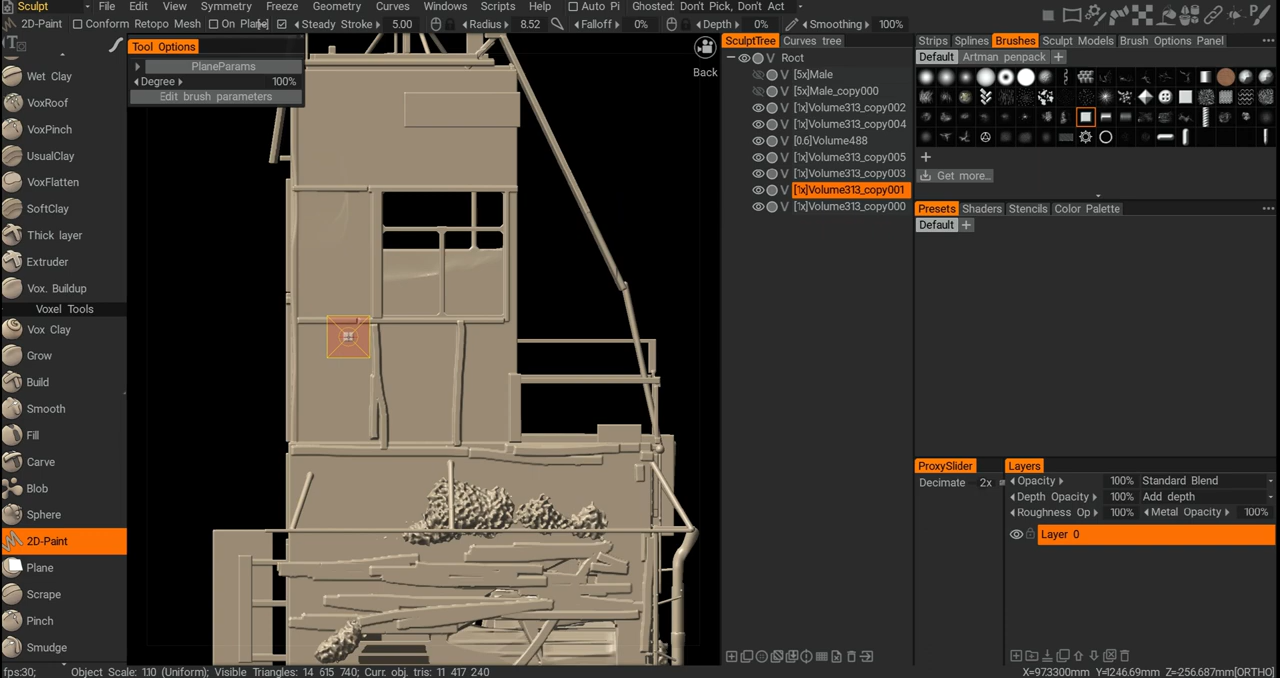 Sculpt File Edit View Symmetry Freeze Geometry Curves Windows Scripts Help Auto Pi Ghosted: Don't Pick, Don't Act
2D-Paint Conform Retopo Mesh On Plane Steady Stroke 5.00 Radius 8.52 Falloff 0% Depth 0% Smoothing 100%
Tool Options
PlaneParams
Degree 100%
Edit brush parameters
Wet Clay
VoxRoof
VoxPinch
UsualClay
VoxFlatten
SoftClay
Thick layer
Extruder
Vox. Buildup
Voxel Tools
Vox Clay
Grow
Build
Smooth
Fill
Carve
Blob
Sphere
2D-Paint
Plane
Scrape
Pinch
Smudge
Back
SculptTree Curves tree
V Root
V [5x]Male
V [5x]Male_copy000
V [1x]Volume313_copy002
V [1x]Volume313_copy004
V [0.6]Volume488
V [1x]Volume313_copy005
V [1x]Volume313_copy003
V [1x]Volume313_copy001
V [1x]Volume313_copy000
Strips Splines Brushes Sculpt Models Brush Options Panel
Default Artman penpack +
+
Get more...
Presets Shaders Stencils Color Palette
Default +
ProxySlider
Decimate 2x
Layers
Opacity 100% Standard Blend
Depth Opacity 100% Add depth
Roughness Op 100% Metal Opacity 100%
Layer 0
fps:30; Object Scale: 1.10 (Uniform); Visible Triangles: 14 615 740; Curr. obj. tris: 11 417 240 X=973.300mm Y=1246.69mm Z=-256.687mm[ORTHO]